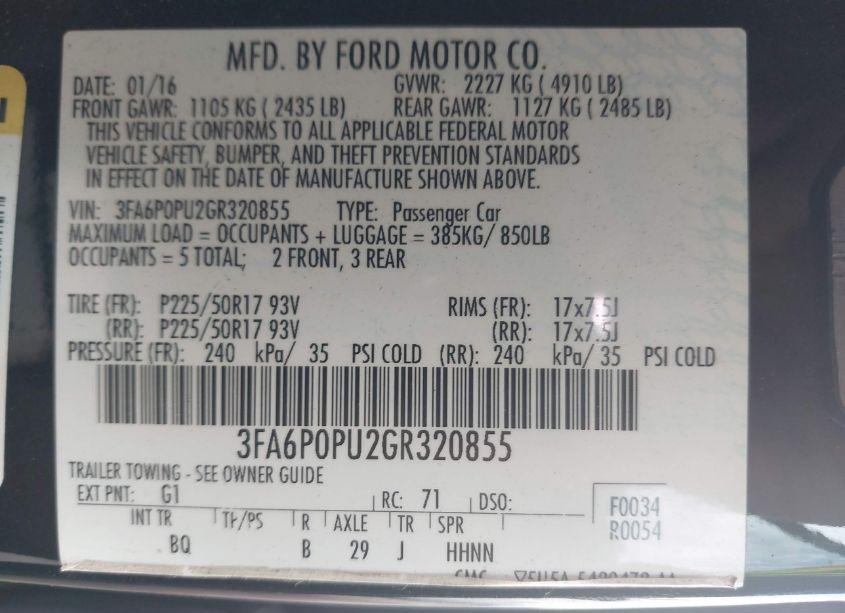 MFD. BY FORD MOTOR CO.
DATE: 01/16 GVWR: 2227 KG ( 4910 LB)
FRONT GAWR: 1105 KG ( 2435 LB) REAR GAWR: 1127 KG ( 2485 LB)
THIS VEHICLE CONFORMS TO ALL APPLICABLE FEDERAL MOTOR
VEHICLE SAFETY, BUMPER, AND THEFT PREVENTION STANDARDS
IN EFFECT ON THE DATE OF MANUFACTURE SHOWN ABOVE.
VIN: 3FA6P0PU2GR320855 TYPE: Passenger Car
MAXIMUM LOAD = OCCUPANTS + LUGGAGE = 385KG/ 850LB
OCCUPANTS = 5 TOTAL; 2 FRONT, 3 REAR
TIRE (FR): P225/50R17 93V RIMS (FR): 17x7.5J
(RR): P225/50R17 93V (RR): 17x7.5J
PRESSURE (FR): 240 kPa/ 35 PSI COLD (RR): 240 kPa/ 35 PSI COLD
3FA6P0PU2GR320855
TRAILER TOWING - SEE OWNER GUIDE
EXT PNT: G1 RC: 71 DSO: F0034
R0054
INT TR TP/PS R AXLE TR SPR
BQ B 29 J HHNN